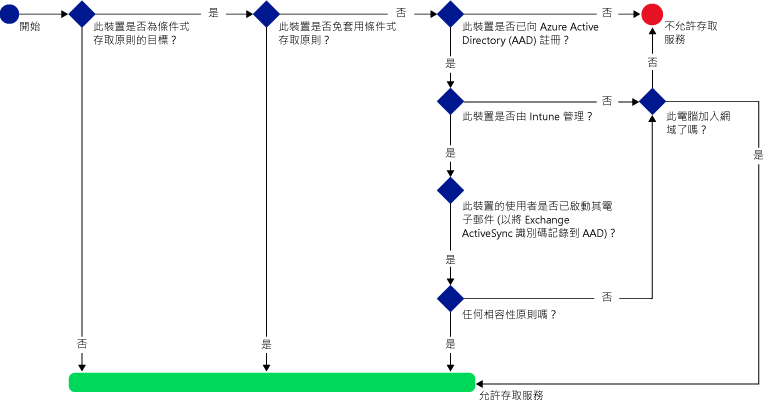 開始
是
此裝置是否為條件式
存取原則的目標？
否
此裝置是否免套用條件式
存取原則？
否
此裝置是否已向 Azure Active
Directory (AAD) 註冊？
否
不允許存取
服務
是
否
此裝置是否由 Intune 管理？
否
此電腦加入網
域了嗎？
是
是
此裝置的使用者是否已啟動其電
子郵件 (以將 Exchange
ActiveSync 識別碼記錄到 AAD)？
是
任何相容性原則嗎？
否
是
是
允許存取服務